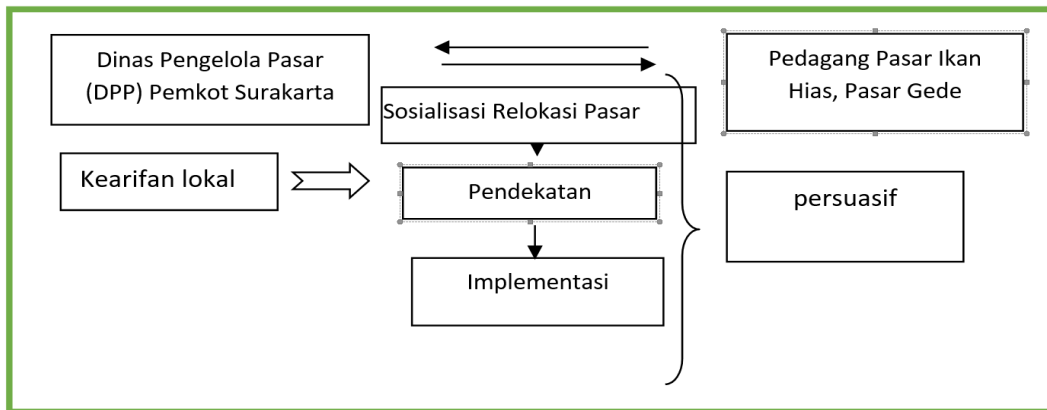 Dinas Pengelola Pasar
(DPP) Pemkot Surakarta
Pedagang Pasar Ikan
Hias, Pasar Gede
Sosialisasi Relokasi Pasar
Kearifan lokal
Pendekatan
persuasif
Implementasi